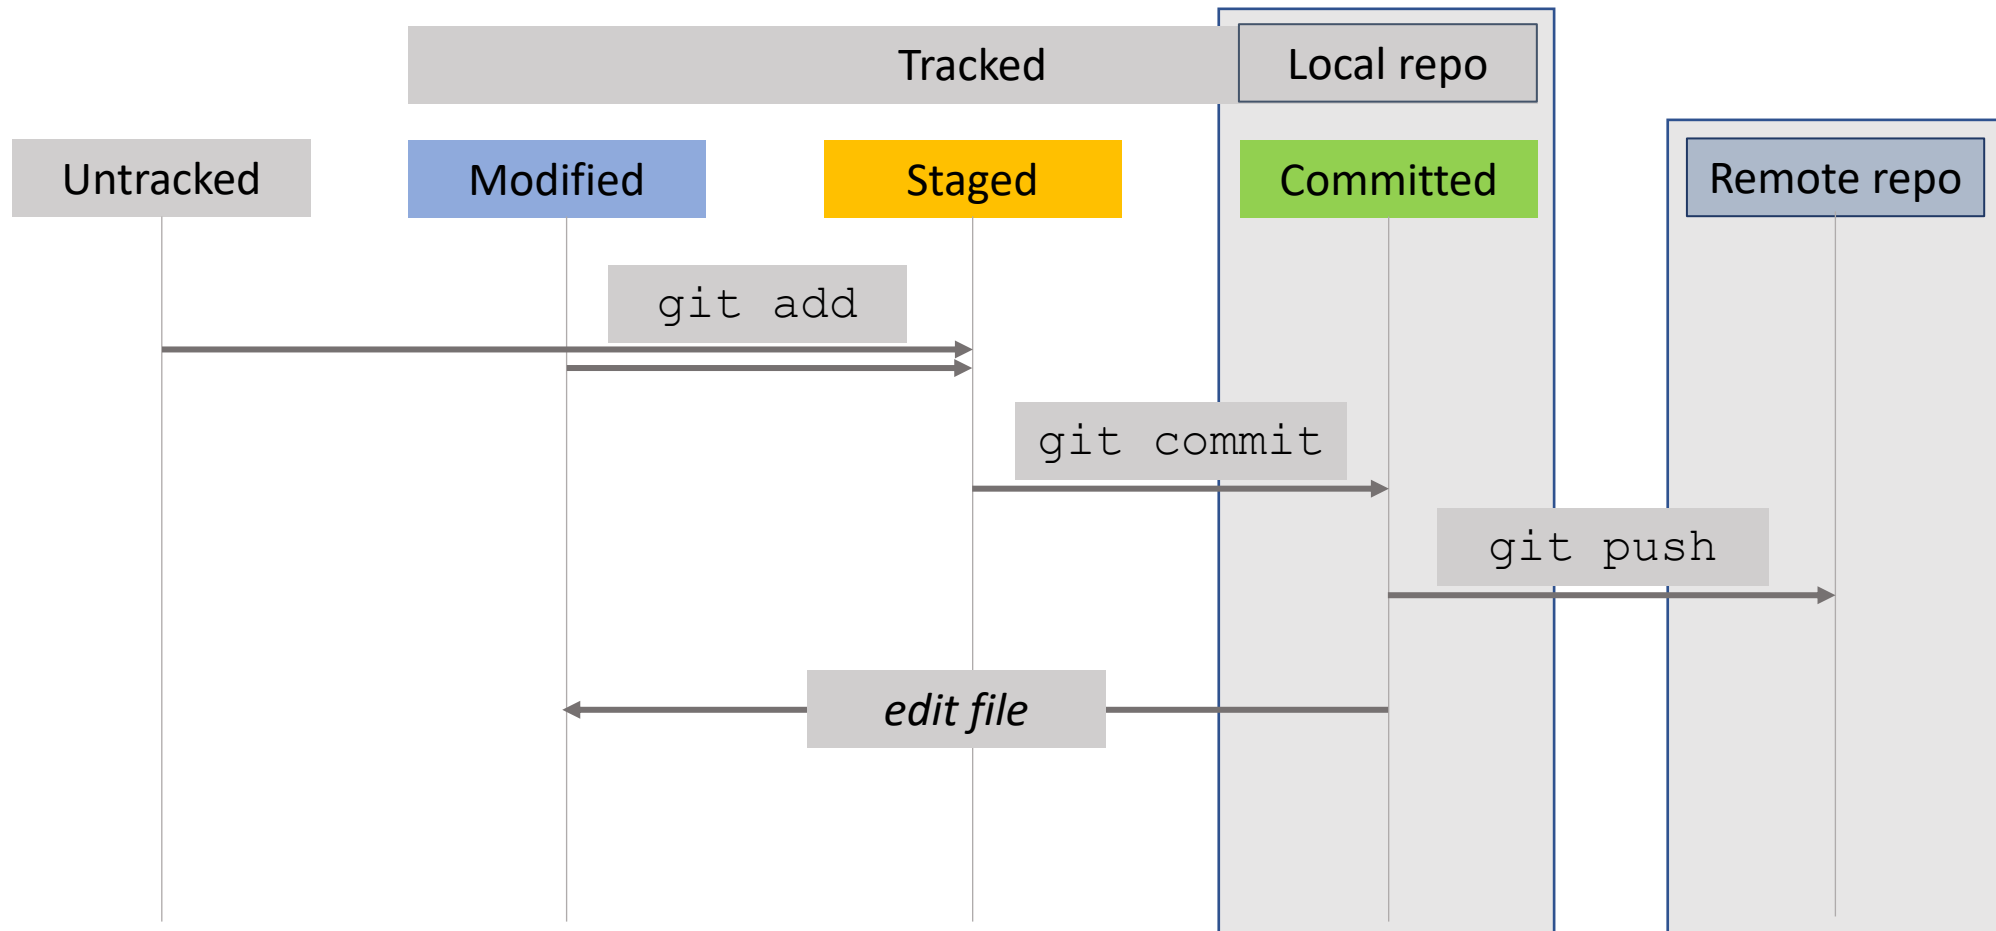 Tracked
Local repo
Untracked
Modified
Staged
Committed
Remote repo
git add
git commit
git push
edit file